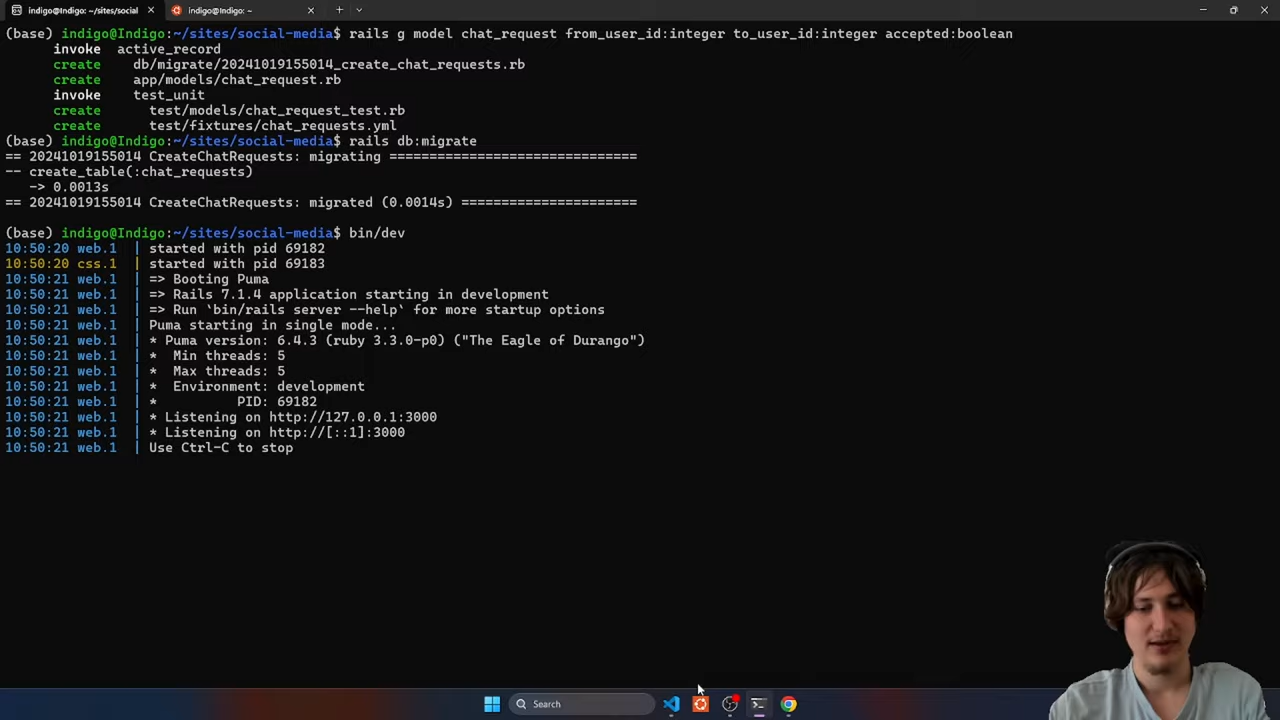 indigo@Indigo: ~/sites/social
indigo@Indigo: ~
(base) indigo@Indigo:~/sites/social-media$ rails g model chat_request from_user_id:integer to_user_id:integer accepted:boolean
invoke  active_record
create    db/migrate/20241019155014_create_chat_requests.rb
create    app/models/chat_request.rb
invoke    test_unit
create      test/models/chat_request_test.rb
create      test/fixtures/chat_requests.yml
(base) indigo@Indigo:~/sites/social-media$ rails db:migrate
== 20241019155014 CreateChatRequests: migrating ===============================
-- create_table(:chat_requests)
   -> 0.0013s
== 20241019155014 CreateChatRequests: migrated (0.0014s) ======================
(base) indigo@Indigo:~/sites/social-media$ bin/dev
10:50:20 web.1  | started with pid 69182
10:50:20 css.1  | started with pid 69183
10:50:21 web.1  | => Booting Puma
10:50:21 web.1  | => Rails 7.1.4 application starting in development
10:50:21 web.1  | => Run `bin/rails server --help` for more startup options
10:50:21 web.1  | Puma starting in single mode...
10:50:21 web.1  | * Puma version: 6.4.3 (ruby 3.3.0-p0) ("The Eagle of Durango")
10:50:21 web.1  | *  Min threads: 5
10:50:21 web.1  | *  Max threads: 5
10:50:21 web.1  | *  Environment: development
10:50:21 web.1  | *          PID: 69182
10:50:21 web.1  | * Listening on http://127.0.0.1:3000
10:50:21 web.1  | * Listening on http://[::1]:3000
10:50:21 web.1  | Use Ctrl-C to stop
Search